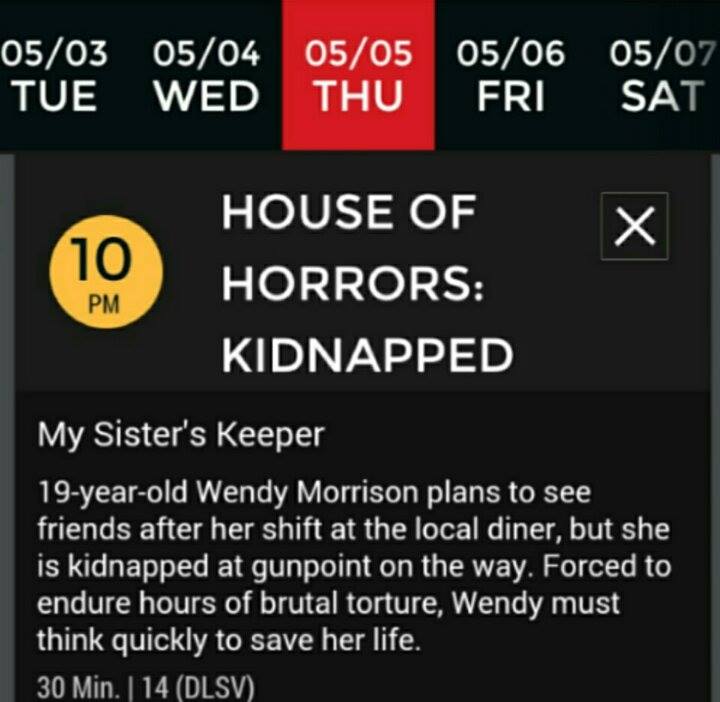 05/03 05/04 05/05 05/06 05/07
TUE WED THU FRI SAT
10
PM
HOUSE OF
HORRORS:
KIDNAPPED
My Sister's Keeper
19-year-old Wendy Morrison plans to see
friends after her shift at the local diner, but she
is kidnapped at gunpoint on the way. Forced to
endure hours of brutal torture, Wendy must
think quickly to save her life.
30 Min. | 14 (DLSV)